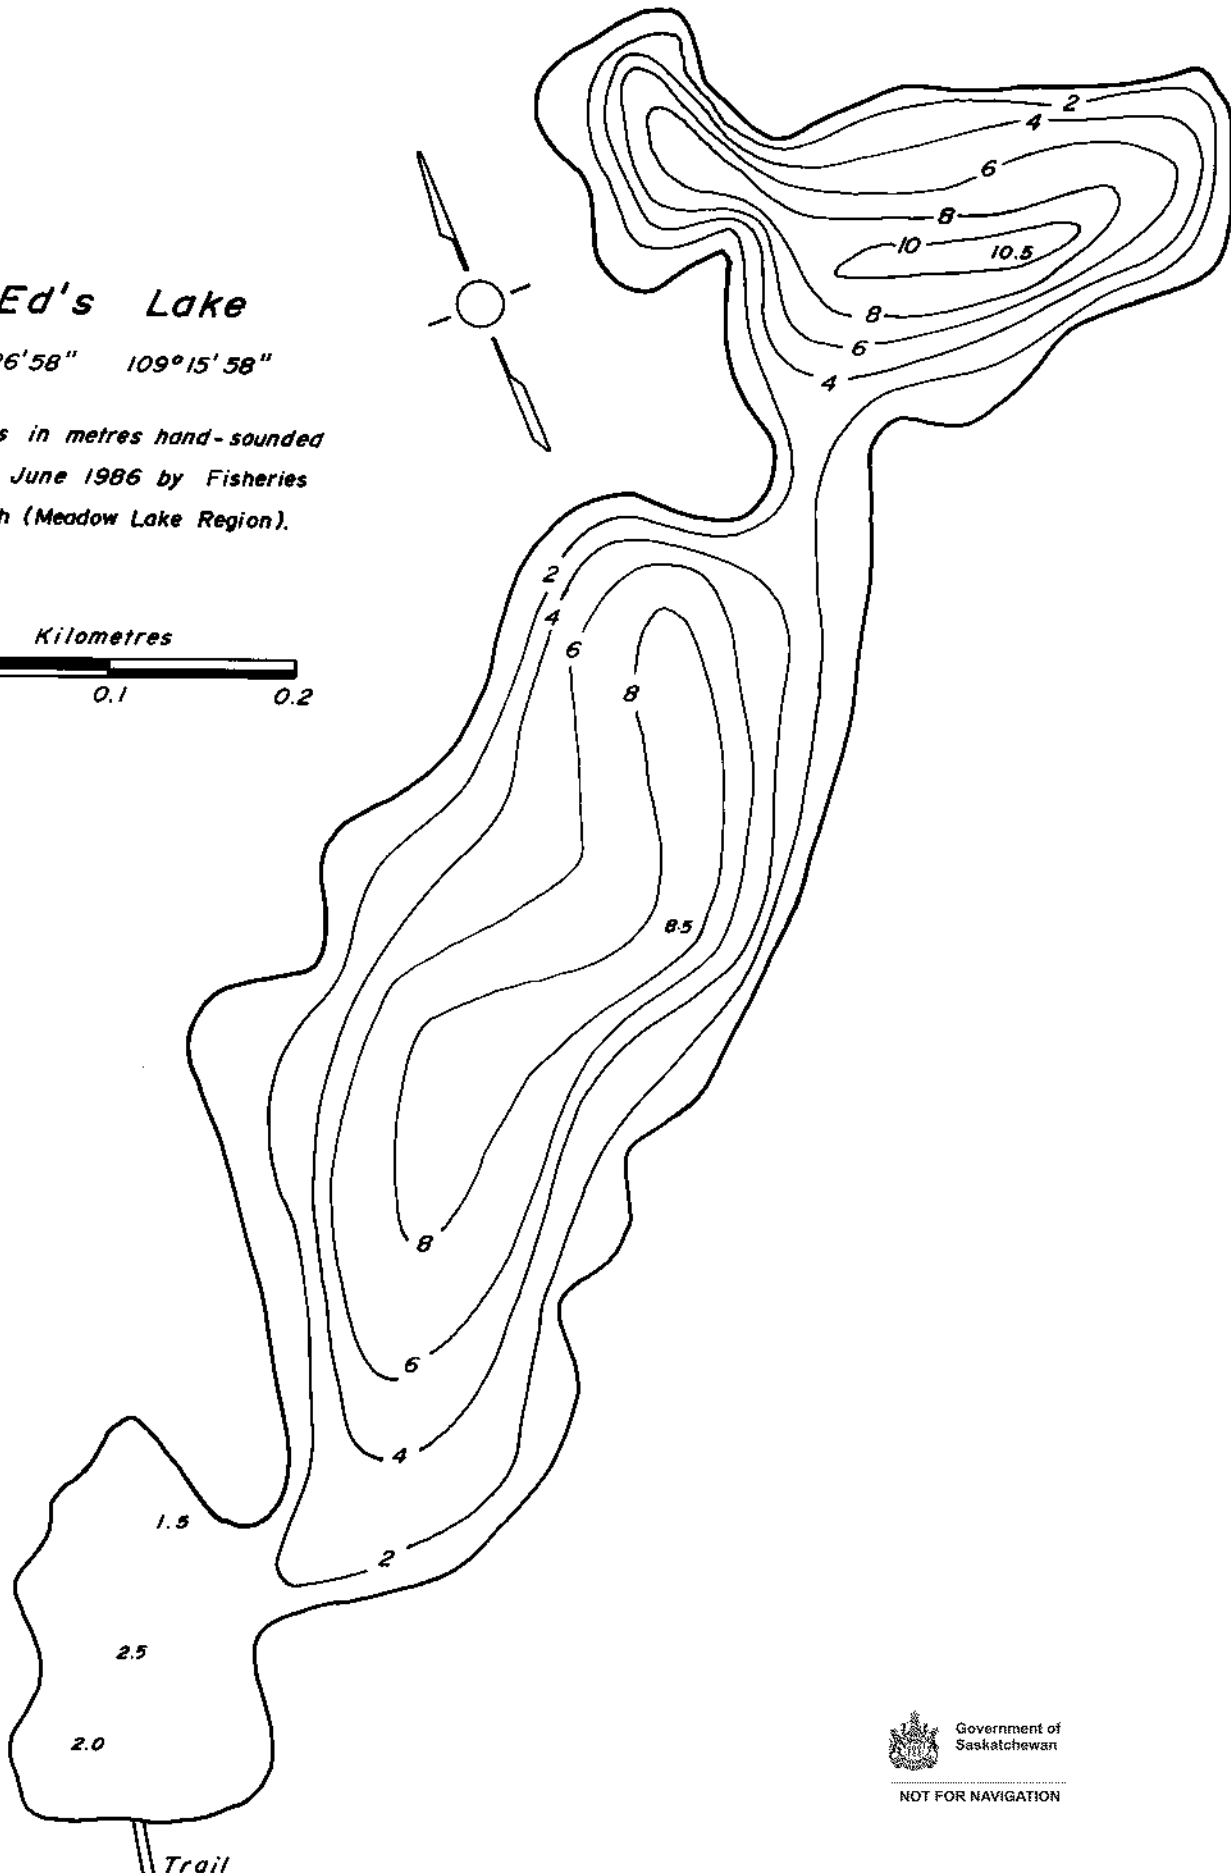 Ed's Lake
6'58" 109°15'58"
s in metres hand-sounded
June 1986 by Fisheries
h (Meadow Lake Region).
Kilometres
0.1 0.2
2
4
6
8
10 10.5
8
6
4
2
4
6
8
8.5
8
6
4
2
1.5
2.5
2.0
Trail
Government of
Saskatchewan
NOT FOR NAVIGATION